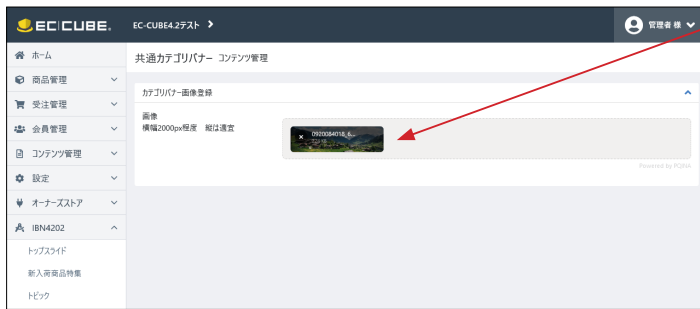 EC CUBE.
EC-CUBE4.2テスト
管理者 様
ホーム
商品管理
受注管理
会員管理
コンテンツ管理
設定
オーナーズストア
IBN4202
トップスライド
新入荷商品特集
トピック
共通カテゴリバナー コンテンツ管理
カテゴリバナー画像登録
画像
横幅2000px程度 縦は適宜
0920084018_6...
Powered by PQINA